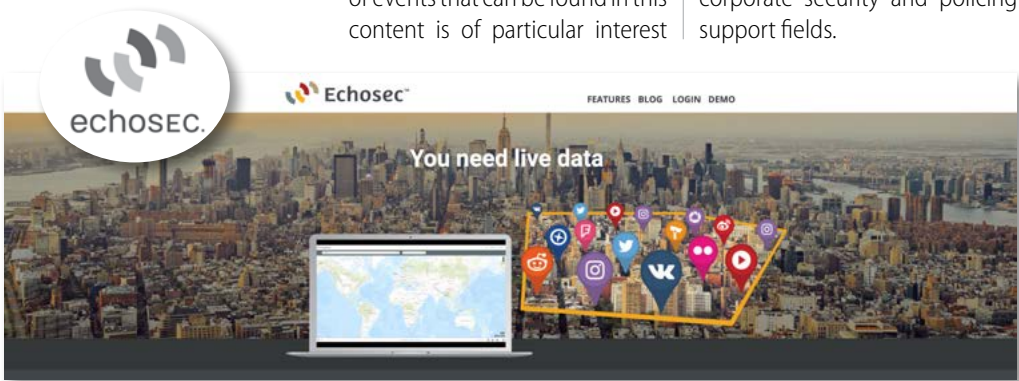 of events that can be found in this
content is of particular interest
corporate security and policing
support fields.
echosec.
Echosec™
FEATURES BLOG LOGIN DEMO
You need live data